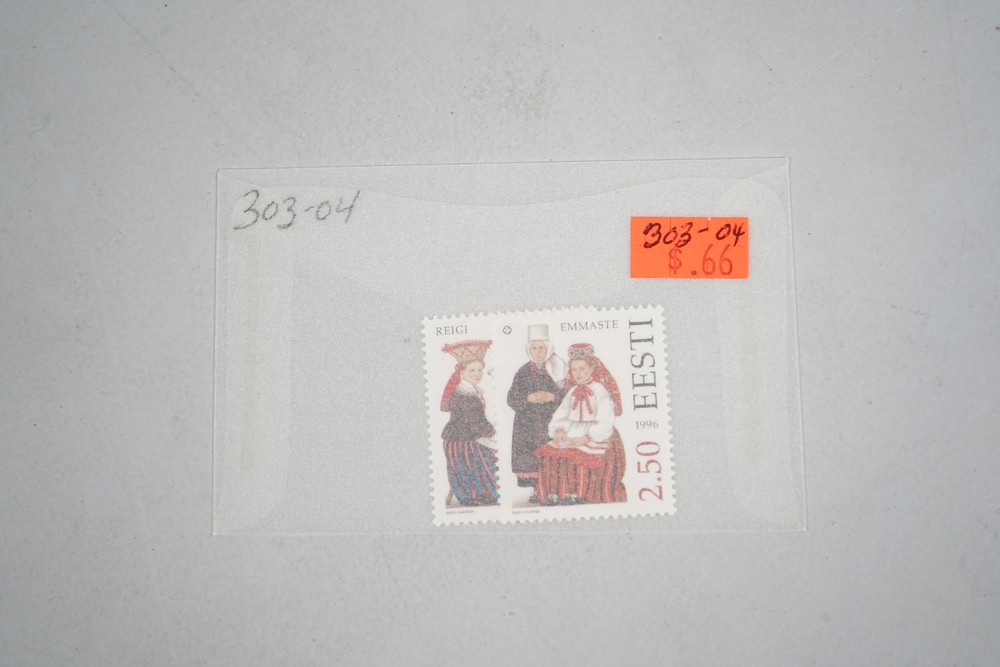 303-04
303-04
$.66
REIGI
EMMASTE
EESTI
1996
2.50